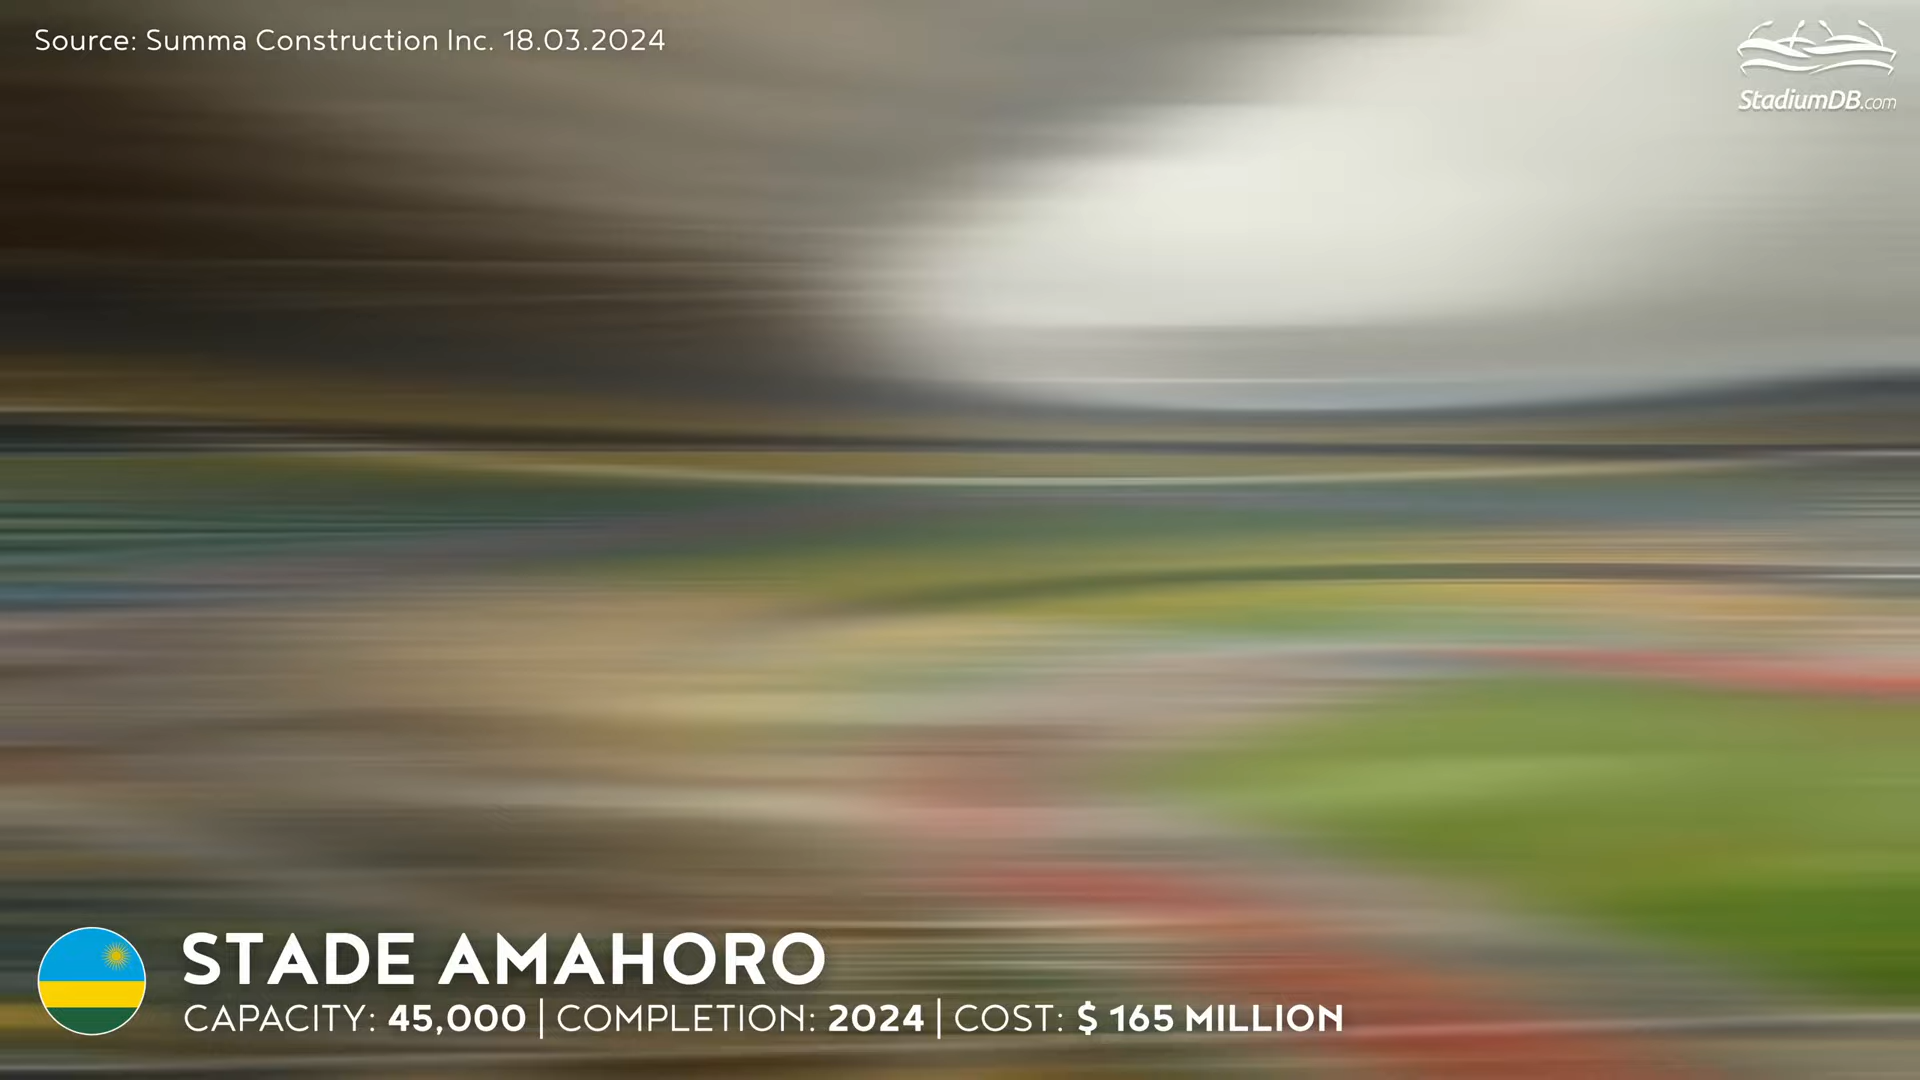 Source: Summa Construction Inc. 18.03.2024
StadiumDB.com
STADE AMAHORO
CAPACITY: 45,000 | COMPLETION: 2024 | COST: $ 165 MILLION